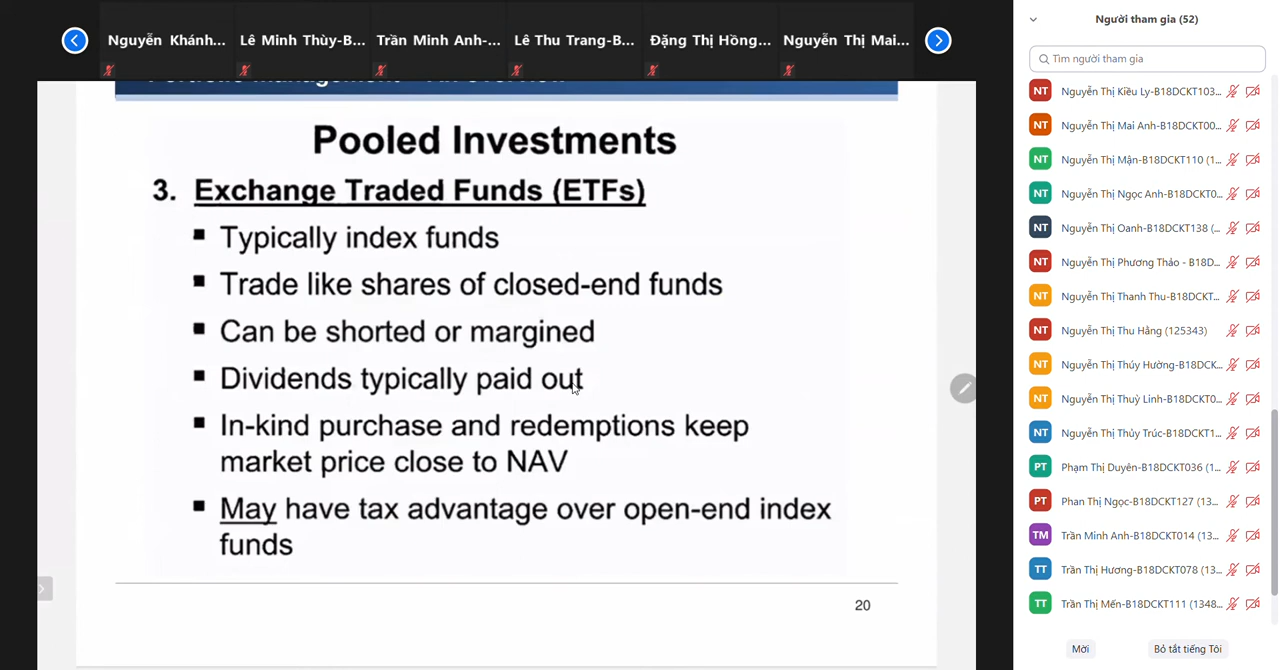 Nguyễn Khánh...
Lê Minh Thùy-B...
Trần Minh Anh-...
Lê Thu Trang-B...
Đặng Thị Hồng...
Nguyễn Thị Mai...
Pooled Investments
3. Exchange Traded Funds (ETFs)
▪ Typically index funds
▪ Trade like shares of closed-end funds
▪ Can be shorted or margined
▪ Dividends typically paid out
▪ In-kind purchase and redemptions keep
market price close to NAV
▪ May have tax advantage over open-end index
funds
20
Người tham gia (52)
Tìm người tham gia
NT Nguyễn Thị Kiều Ly-B18DCKT103...
NT Nguyễn Thị Mai Anh-B18DCKT00...
NT Nguyễn Thị Mận-B18DCKT110 (1...
NT Nguyễn Thị Ngọc Anh-B18DCKT0...
NT Nguyễn Thị Oanh-B18DCKT138 (...
NT Nguyễn Thị Phương Thảo - B18D...
NT Nguyễn Thị Thanh Thu-B18DCKT...
NT Nguyễn Thị Thu Hằng (125343)
NT Nguyễn Thị Thúy Hường-B18DCK...
NT Nguyễn Thị Thuỳ Linh-B18DCKT0...
NT Nguyễn Thị Thủy Trúc-B18DCKT1...
PT Phạm Thị Duyên-B18DCKT036 (1...
PT Phan Thị Ngọc-B18DCKT127 (13...
TM Trần Minh Anh-B18DCKT014 (13...
TT Trần Thị Hương-B18DCKT078 (13...
TT Trần Thị Mến-B18DCKT111 (1348...
Mời
Bỏ tắt tiếng Tôi